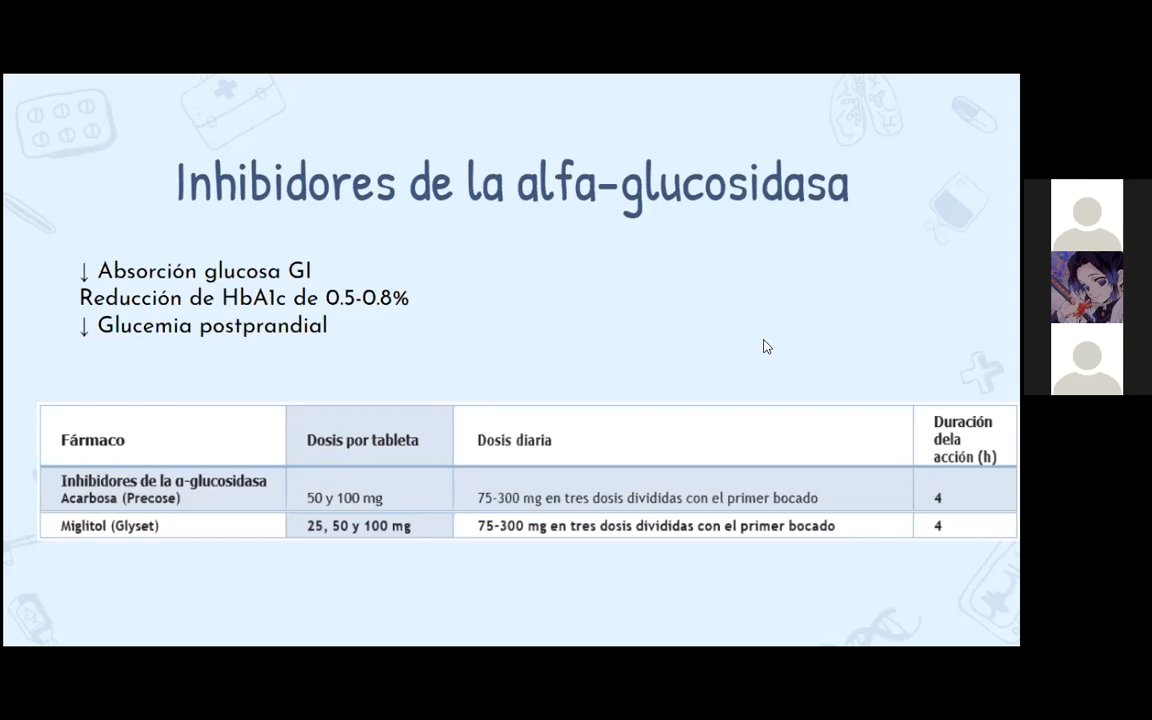 Inhibidores de la alfa-glucosidasa
↓ Absorción glucosa GI
Reducción de HbA1c de 0.5-0.8%
↓ Glucemia postprandial
Fármaco Dosis por tableta Dosis diaria Duración dela acción (h)
Inhibidores de la α-glucosidasa
Acarbosa (Precose) 50 y 100 mg 75-300 mg en tres dosis divididas con el primer bocado 4
Miglitol (Glyset) 25, 50 y 100 mg 75-300 mg en tres dosis divididas con el primer bocado 4